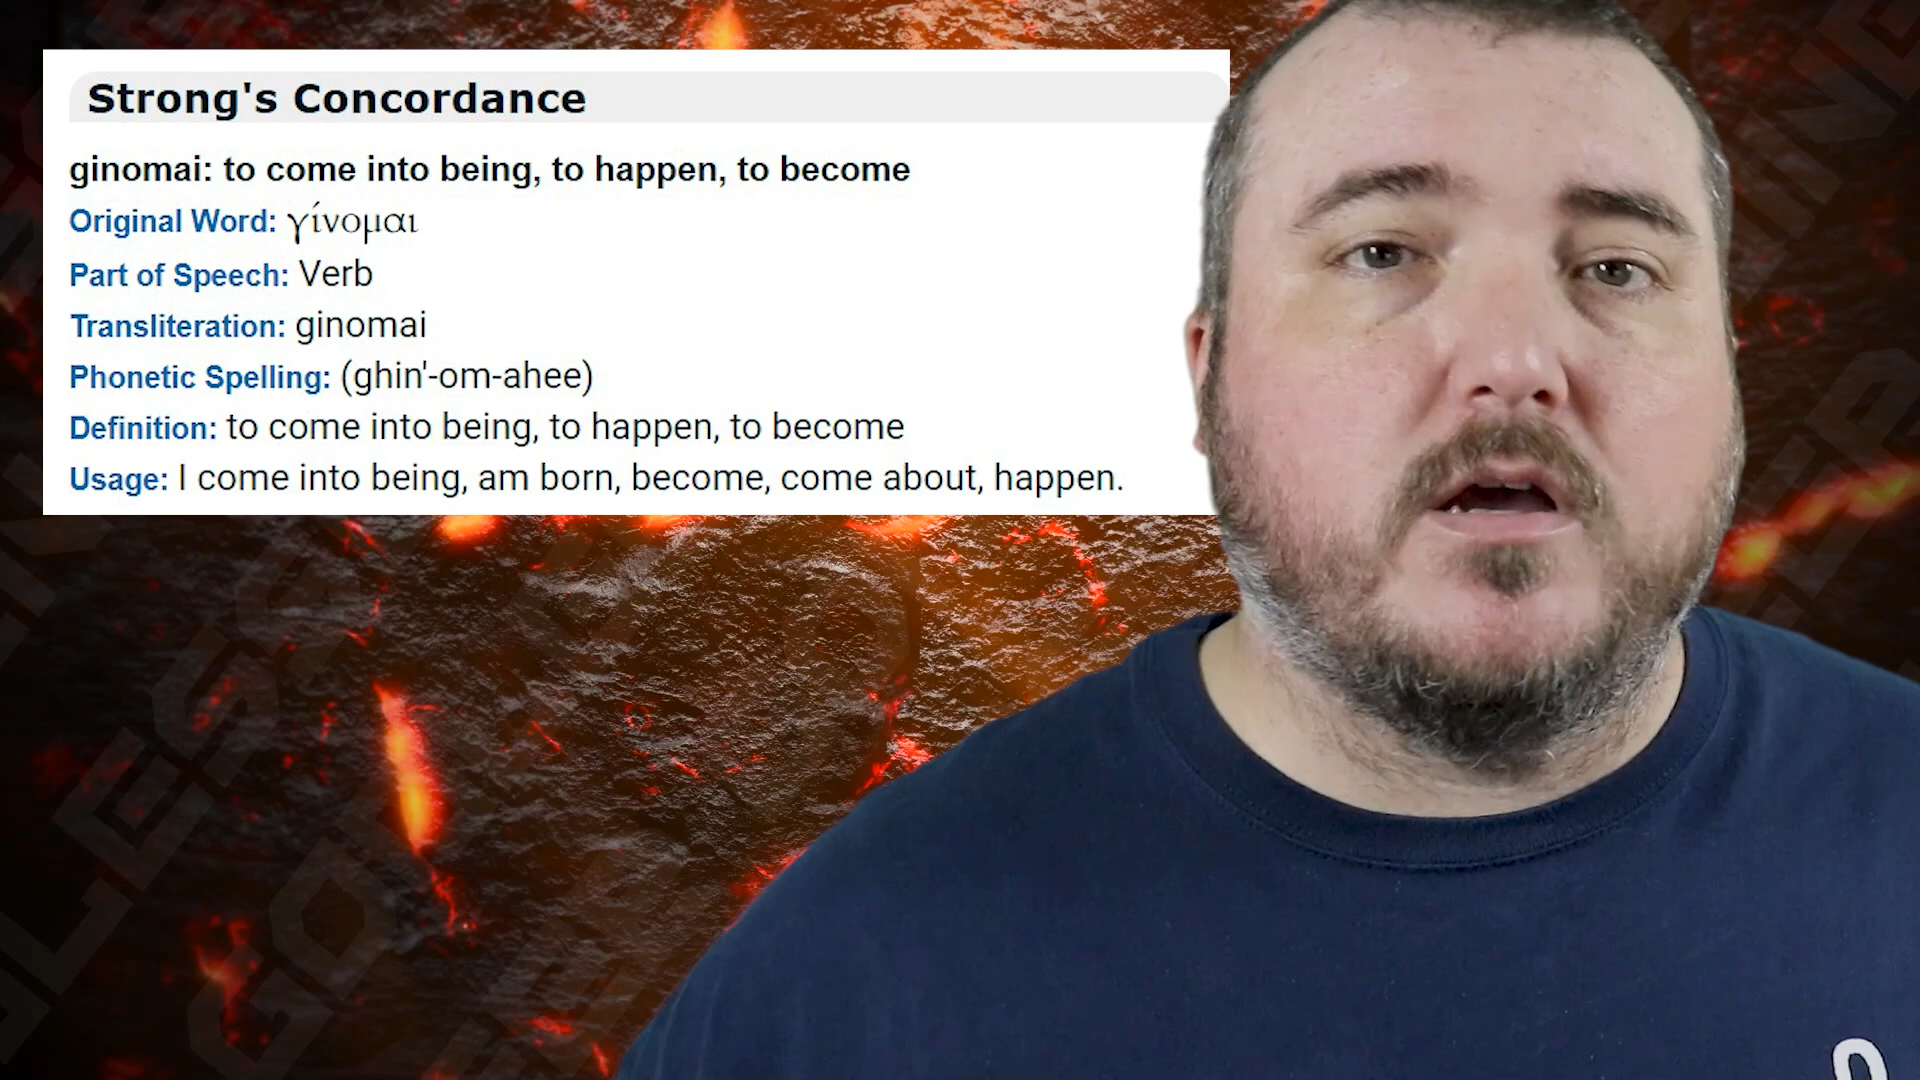 Strong's Concordance
ginomai: to come into being, to happen, to become
Original Word: γίνομαι
Part of Speech: Verb
Transliteration: ginomai
Phonetic Spelling: (ghin'-om-ahee)
Definition: to come into being, to happen, to become
Usage: I come into being, am born, become, come about, happen.